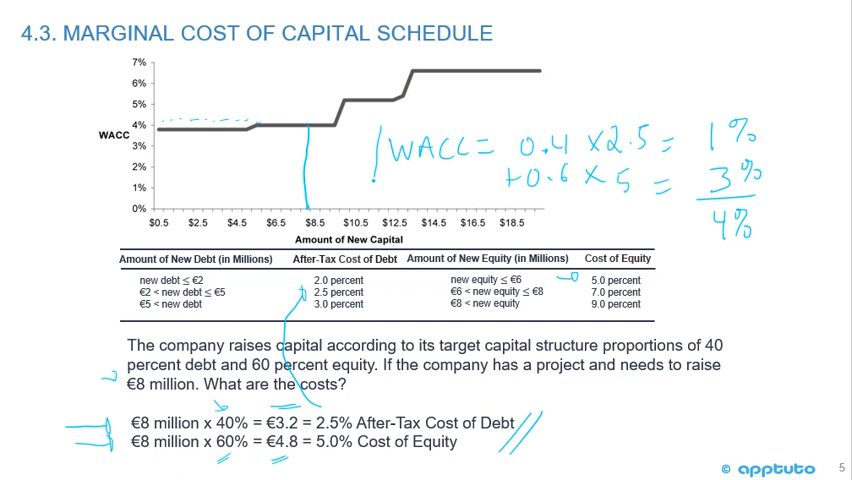 4.3. MARGINAL COST OF CAPITAL SCHEDULE
7%
6%
5%
4%
WACC
3%
2%
1%
0%
$0.5 $2.5 $4.5 $6.5 $8.5 $10.5 $12.5 $14.5 $16.5 $18.5
Amount of New Capital
WACC = 0.4 × 2.5 = 1%
+0.6 × 5 = 3%
4%
Amount of New Debt (in Millions) After-Tax Cost of Debt Amount of New Equity (in Millions) Cost of Equity
new debt ≤ €2 2.0 percent new equity ≤ €6 5.0 percent
€2 < new debt ≤ €5 2.5 percent €6 < new equity ≤ €8 7.0 percent
€5 < new debt 3.0 percent €8 < new equity 9.0 percent
The company raises capital according to its target capital structure proportions of 40
percent debt and 60 percent equity. If the company has a project and needs to raise
€8 million. What are the costs?
€8 million x 40% = €3.2 = 2.5% After-Tax Cost of Debt
€8 million x 60% = €4.8 = 5.0% Cost of Equity
© apptuto 5